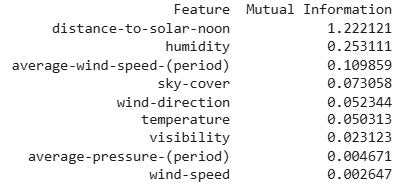 Feature Mutual Information
distance-to-solar-noon 1.222121
humidity 0.253111
average-wind-speed-(period) 0.109859
sky-cover 0.073058
wind-direction 0.052344
temperature 0.050313
visibility 0.023123
average-pressure-(period) 0.004671
wind-speed 0.002647